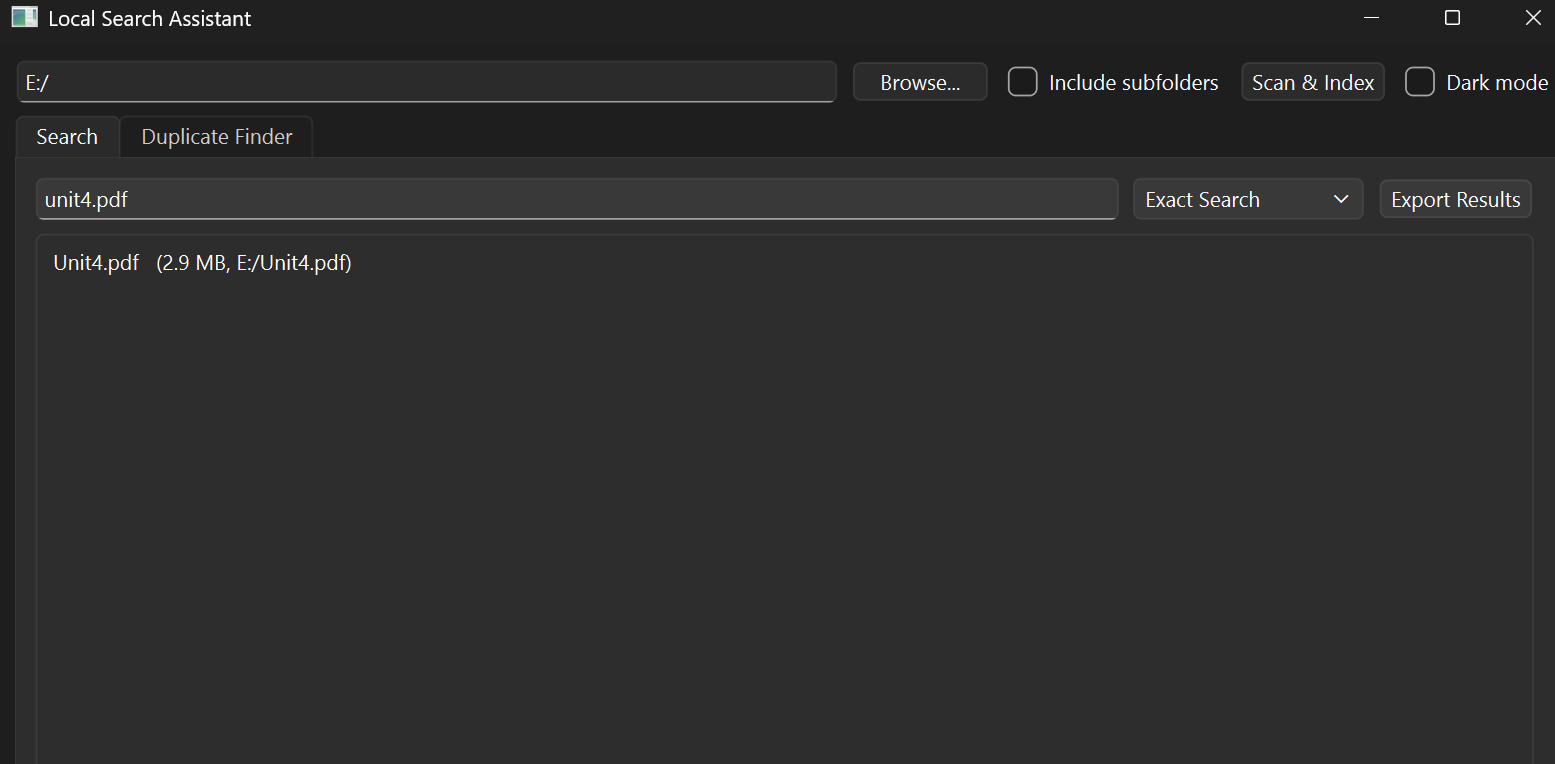 Local Search Assistant
E:/ Browse... Include subfolders Scan & Index Dark mode
Search Duplicate Finder
unit4.pdf Exact Search Export Results
Unit4.pdf (2.9 MB, E:/Unit4.pdf)